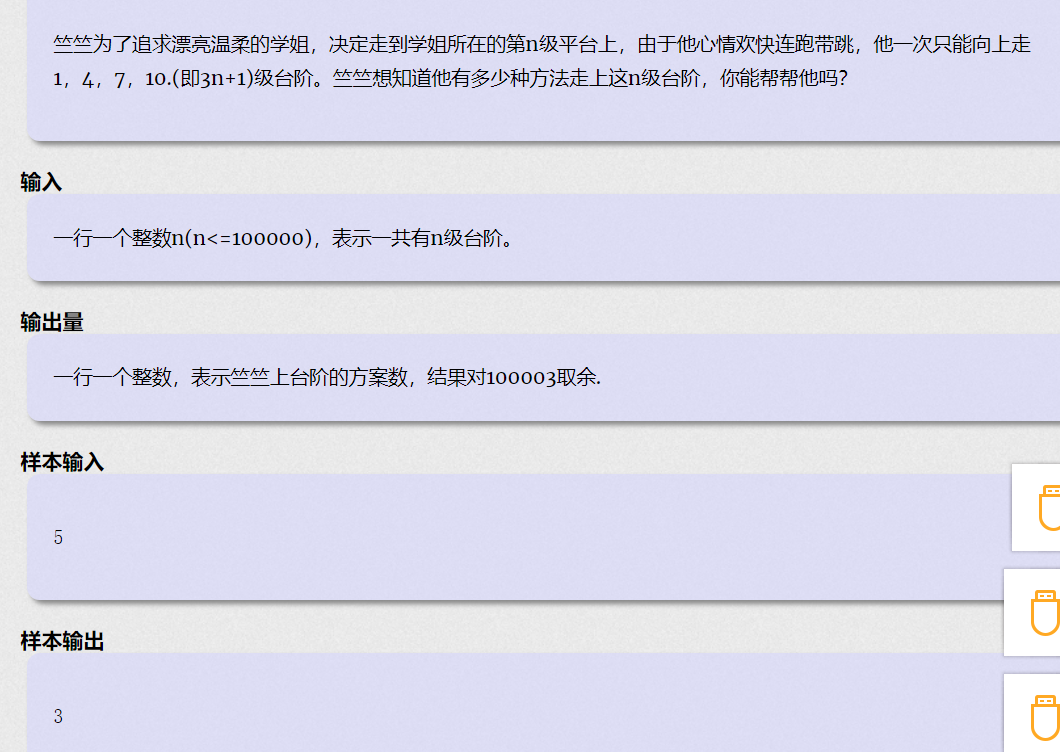 竺竺为了追求漂亮温柔的学姐，决定走到学姐所在的第n级平台上，由于他心情欢快连跑带跳，他一次只能向上走
1，4，7，10.(即3n+1)级台阶。竺竺想知道他有多少种方法走上这n级台阶，你能帮帮他吗？
输入
一行一个整数n(n<=100000)，表示一共有n级台阶。
输出量
一行一个整数，表示竺竺上台阶的方案数，结果对100003取余.
样本输入
5
样本输出
3